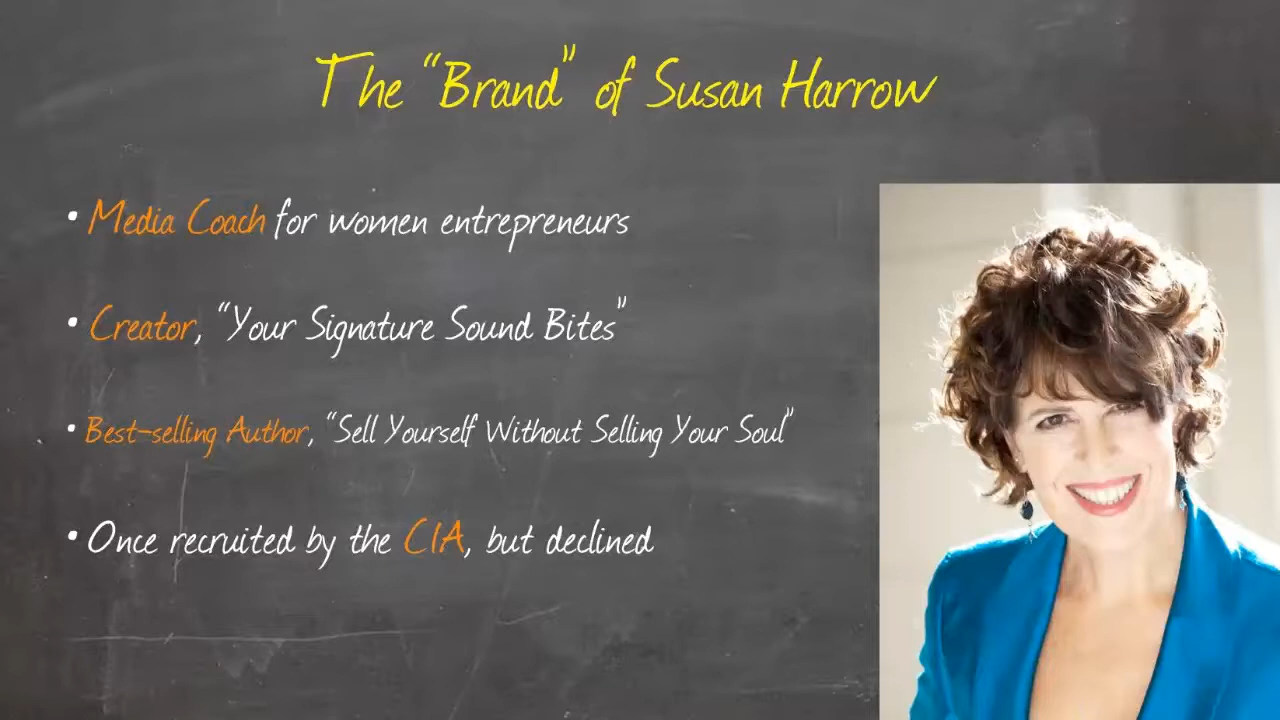 The “Brand” of Susan Harrow
• Media Coach for women entrepreneurs
• Creator, “Your Signature Sound Bites”
• Best-selling Author, “Sell Yourself Without Selling Your Soul”
• Once recruited by the CIA, but declined